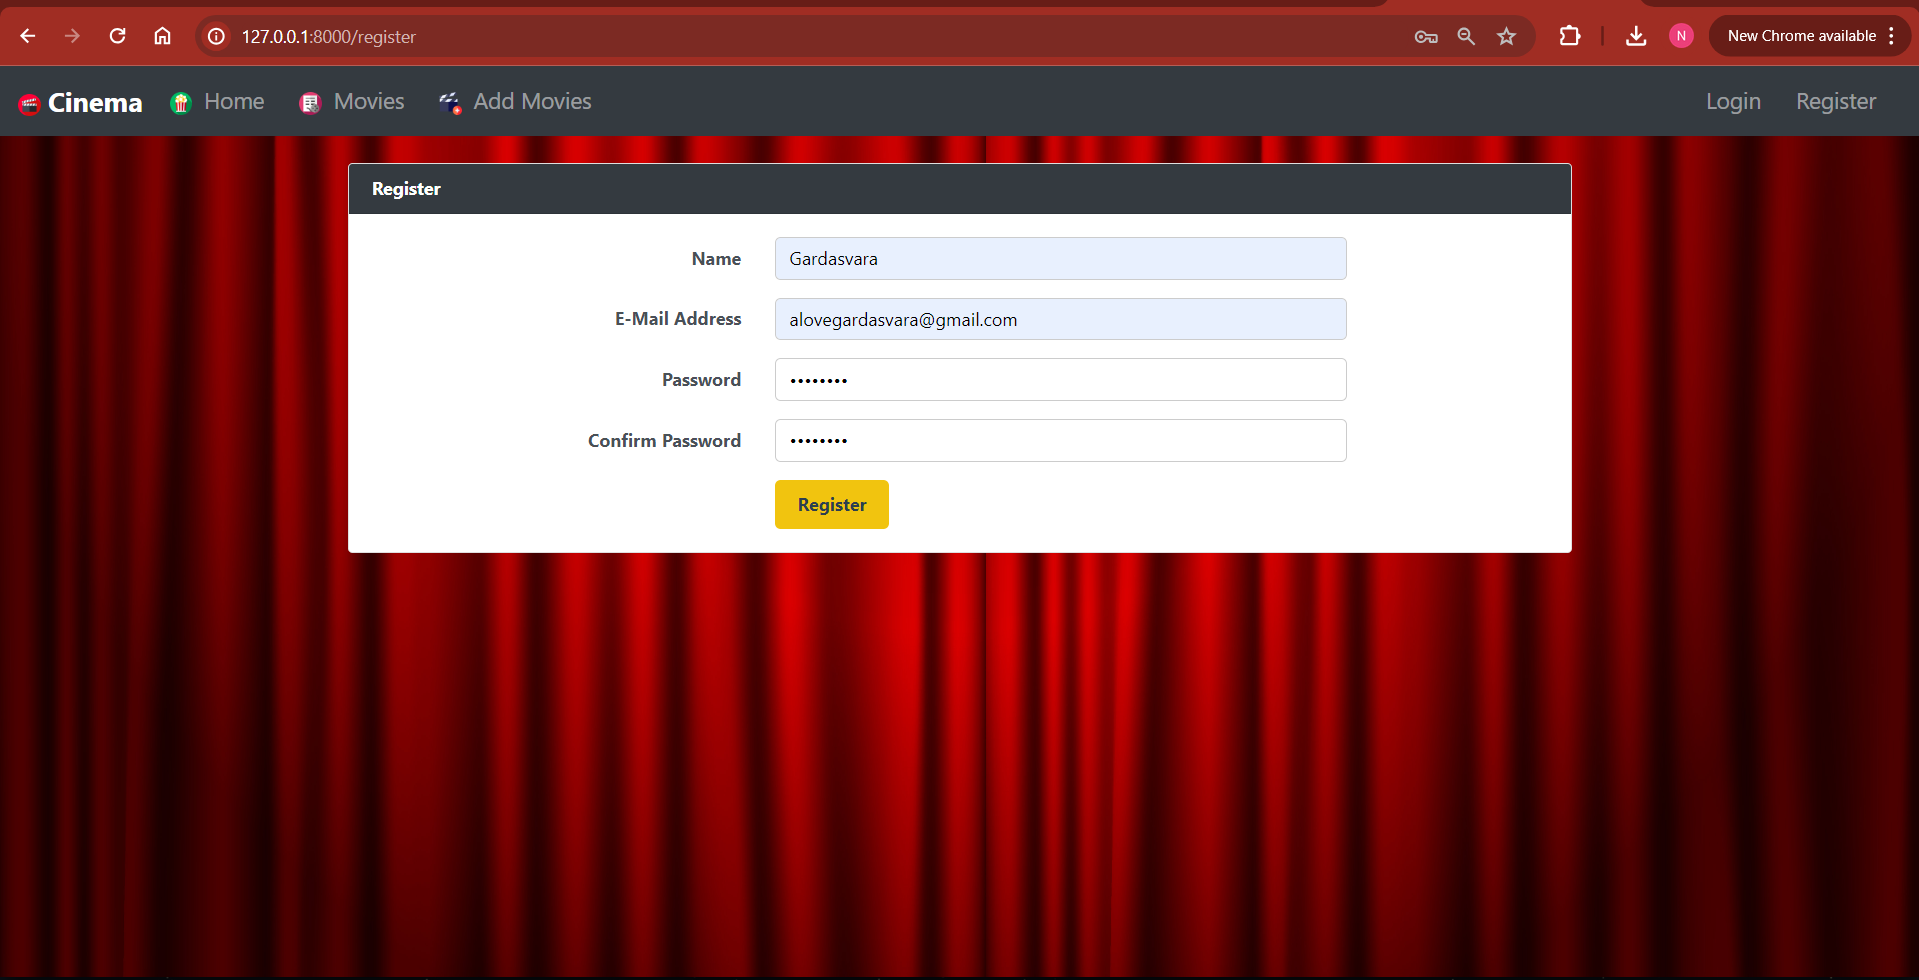 127.0.0.1:8000/register
N
New Chrome available
Cinema Home Movies Add Movies Login Register
Register
Name Gardasvara
E-Mail Address alovegardasvara@gmail.com
Password ••••••••
Confirm Password ••••••••
Register